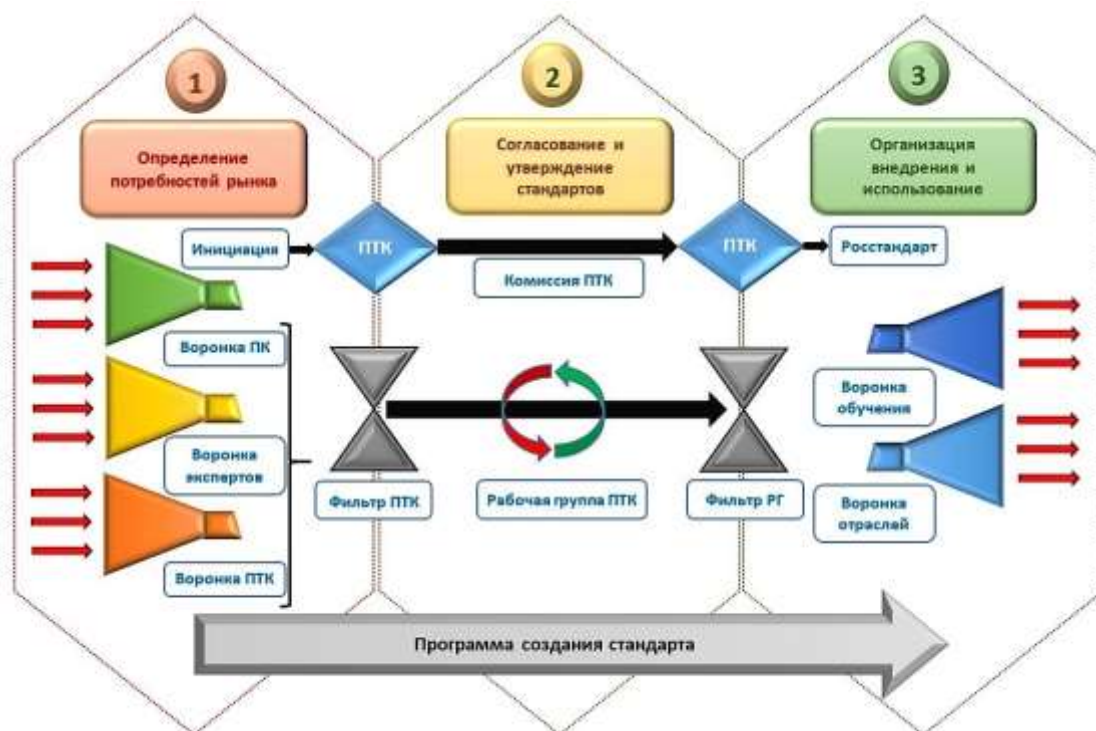 1
2
3
Определение
потребностей рынка
Согласование и
утверждение
стандартов
Организация
внедрения и
использование
Инициация
ПТК
Комиссия ПТК
ПТК
Росстандарт
Воронка ПК
Воронка
экспертов
Воронка ПТК
Фильтр ПТК
Рабочая группа ПТК
Фильтр РГ
Воронка
обучения
Воронка
отраслей
Программа создания стандарта